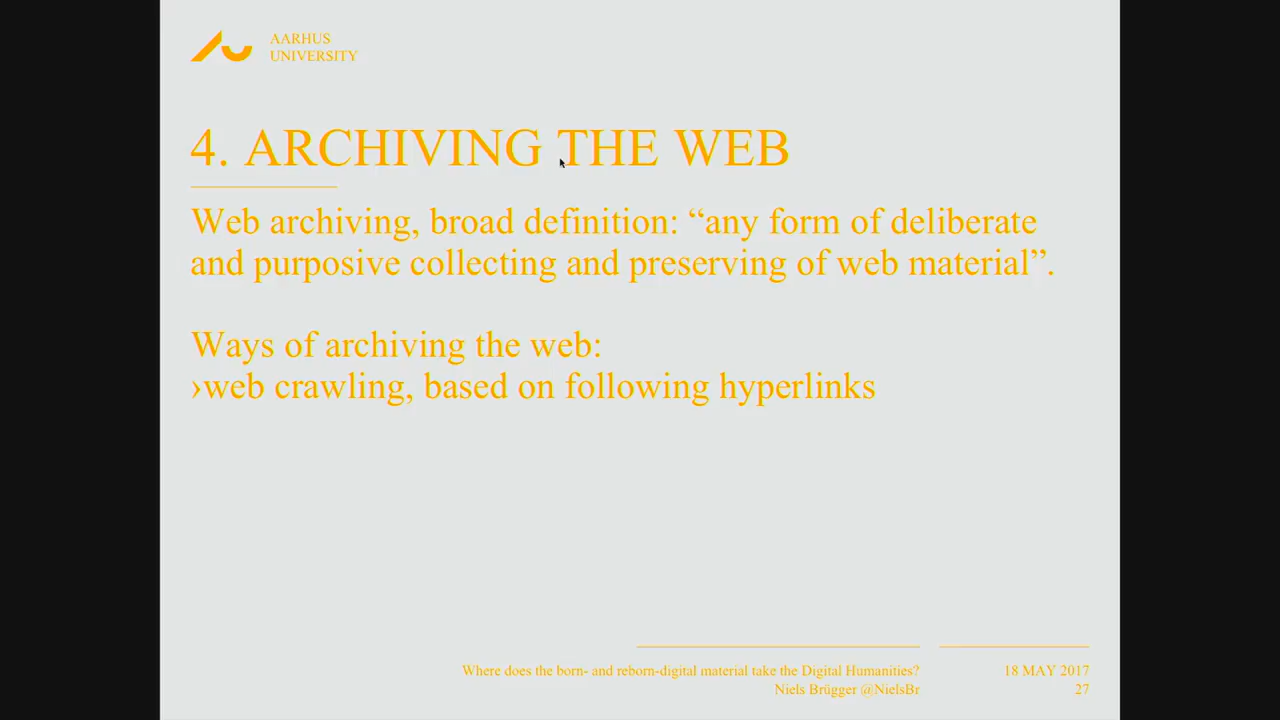 AARHUS
UNIVERSITY
4. ARCHIVING THE WEB
Web archiving, broad definition: “any form of deliberate
and purposive collecting and preserving of web material”.
Ways of archiving the web:
›web crawling, based on following hyperlinks
Where does the born- and reborn-digital material take the Digital Humanities?
Niels Brügger @NielsBr
18 MAY 2017
27